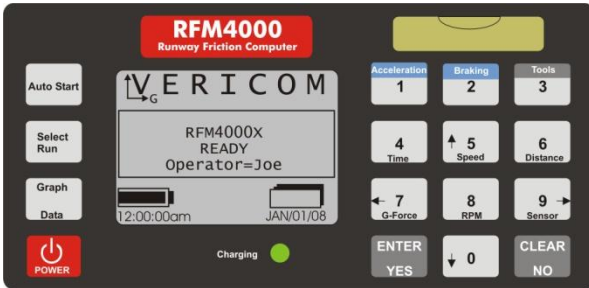 RFM4000
Runway Friction Computer
Auto Start
Select
Run
Graph
Data
POWER
VERICOM
G
RFM4000X
READY
Operator=Joe
12:00:00am
JAN/01/08
Charging
Acceleration
1
Braking
2
Tools
3
4
Time
5
Speed
6
Distance
7
G-Force
8
RPM
9
Sensor
ENTER
YES
0
CLEAR
NO